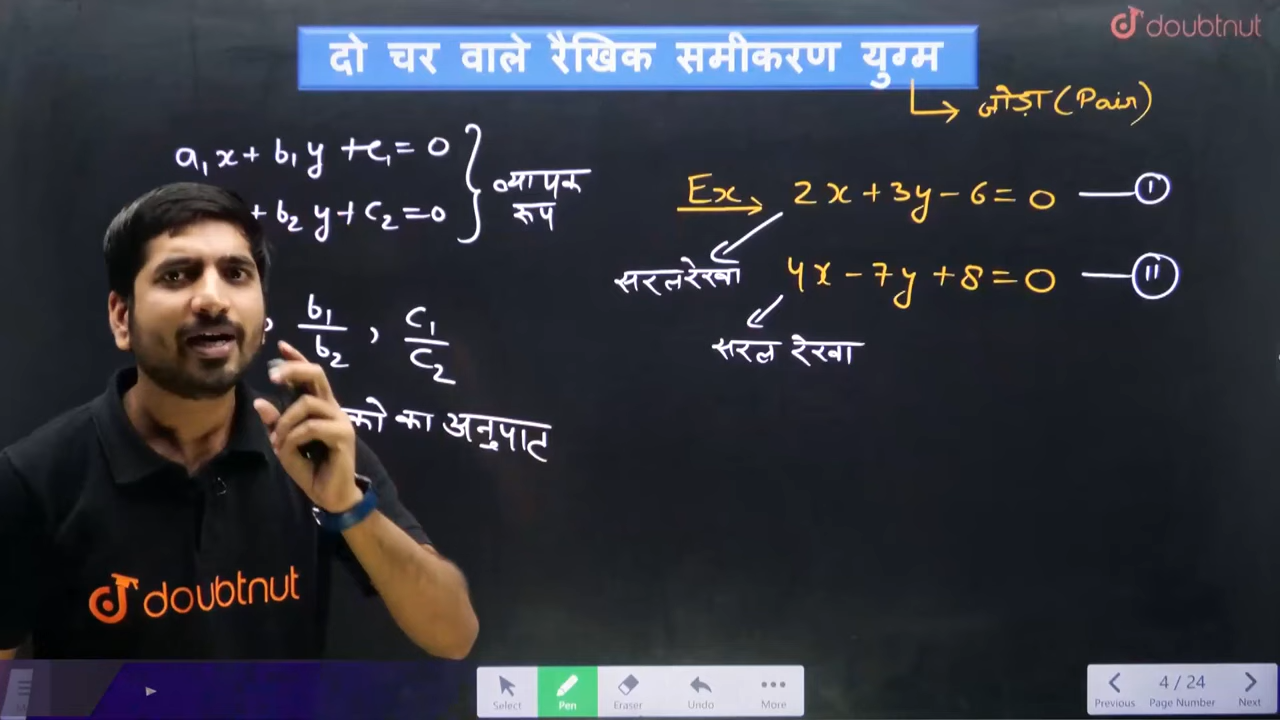 doubtnut
दो चर वाले रैखिक समीकरण युग्म
जोड़ा (Pair)
a₁x + b₁y + c₁ = 0
+ b₂y + c₂ = 0
व्यापक
रूप
Ex 2x + 3y - 6 = 0 — I
सरल रेखा
4x - 7y + 8 = 0 — II
सरल रेखा
, b₁/b₂ , c₁/c₂
का अनुपात
doubtnut
Select Pen Eraser Undo More
Previous 4 / 24 Next
Page Number